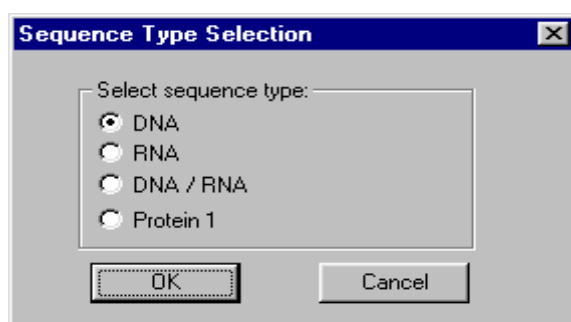 Sequence Type Selection
Select sequence type:
DNA
RNA
DNA / RNA
Protein 1
OK Cancel